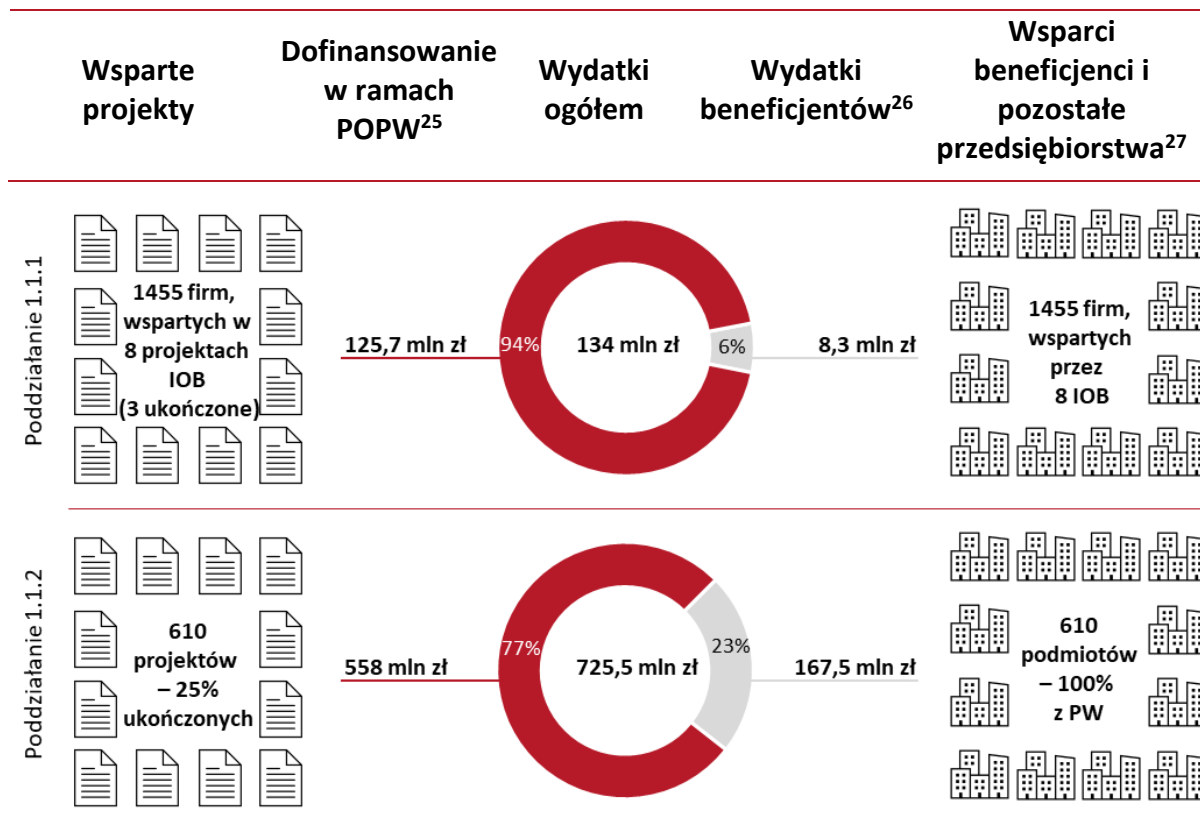 Wsparte
projekty
Dofinansowanie
w ramach
POPW25
Wydatki
ogółem
Wydatki
beneficjentów26
Wsparci
beneficjenci i
pozostałe
przedsiębiorstwa27
Poddziałanie 1.1.1
1455 firm,
wspartych w
8 projektach
IOB
(3 ukończone)
125,7 mln zł
94%
134 mln zł
6%
8,3 mln zł
1455 firm,
wspartych
przez
8 IOB
Poddziałanie 1.1.2
610
projektów
– 25%
ukończonych
558 mln zł
77%
725,5 mln zł
23%
167,5 mln zł
610
podmiotów
– 100%
z PW